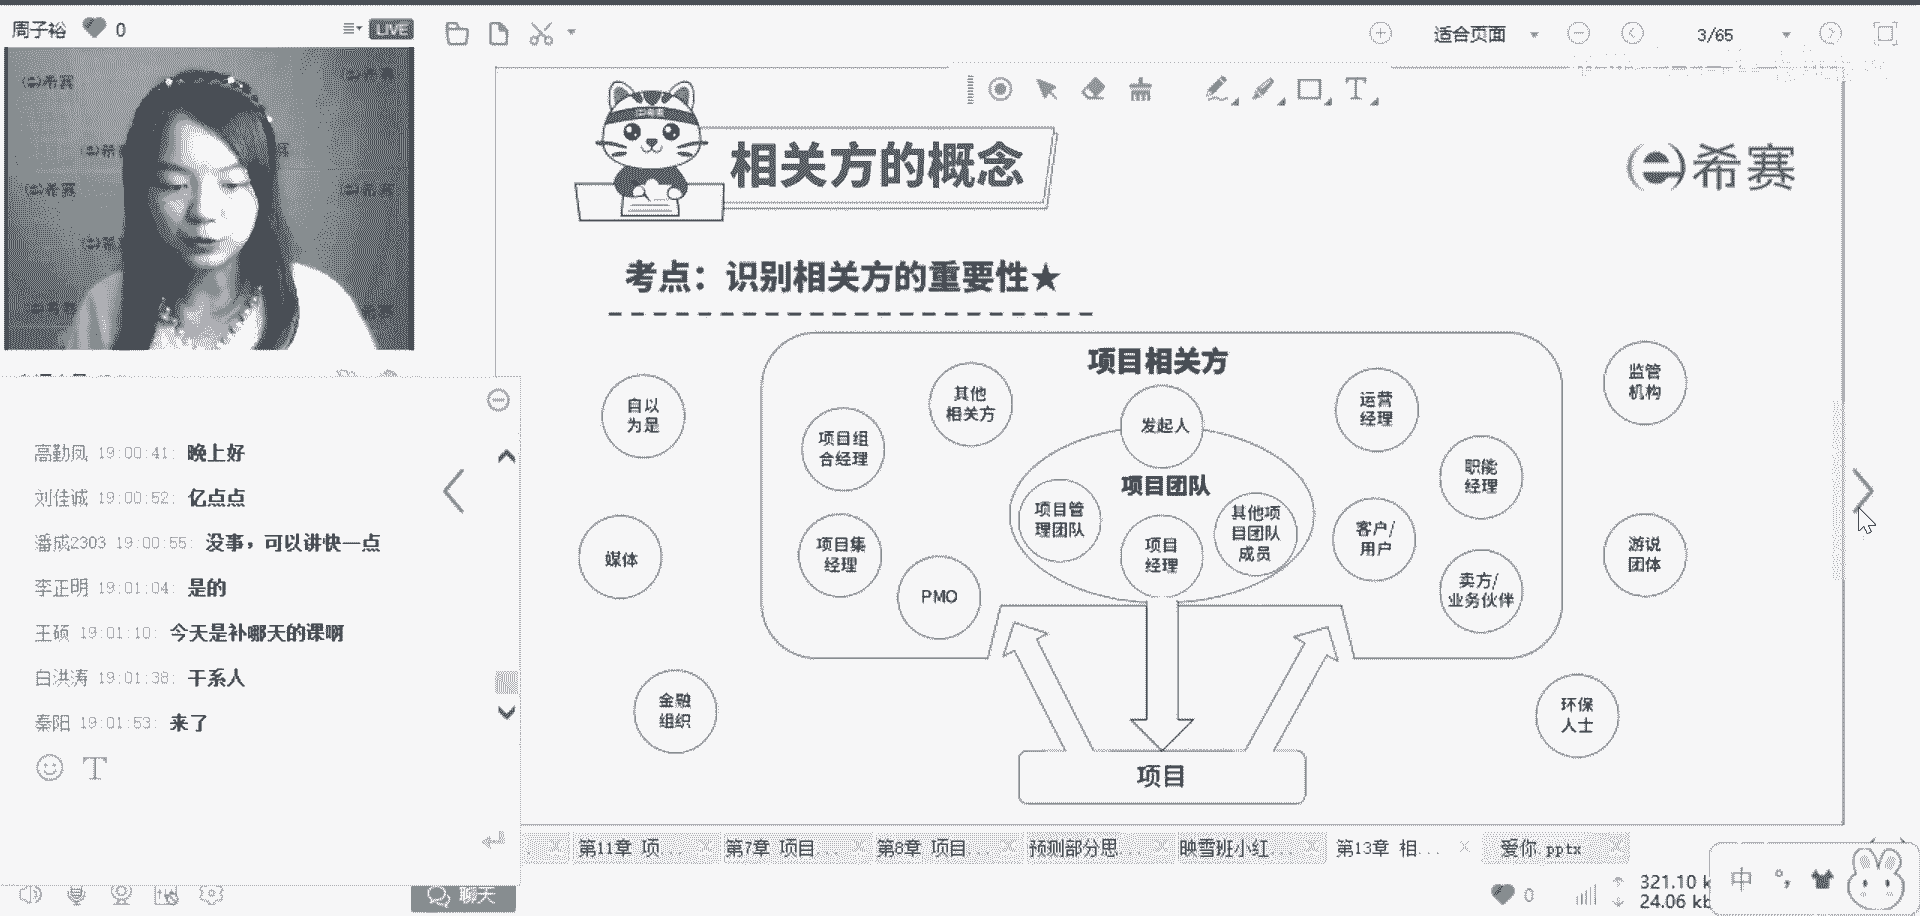 周子裕 0
LIVE
适合页面
3/65
希赛
相关方的概念
希赛
考点：识别相关方的重要性★
项目相关方
自以
为是
其他
相关方
项目组
合经理
发起人
运营
经理
监管
机构
职能
经理
项目团队
项目管
理团队
项目
经理
其他项
目团队
成员
客户/
用户
媒体
项目集
经理
PMO
卖方/
业务伙伴
游说
团体
金融
组织
环保
人士
项目
高勤凤 19:00:41: 晚上好
刘佳诚 19:00:52: 亿点点
潘成2303 19:00:55: 没事，可以讲快一点
李正明 19:01:04: 是的
王硕 19:01:10: 今天是补哪天的课啊
白洪涛 19:01:38: 干系人
秦阳 19:01:53: 来了
聊天
第11章 项...
第7章 项目...
第8章 项目...
预测部分思...
映雪班小红...
第13章 相...
爱你.pptx
0
321.10 k
24.06 kb
中